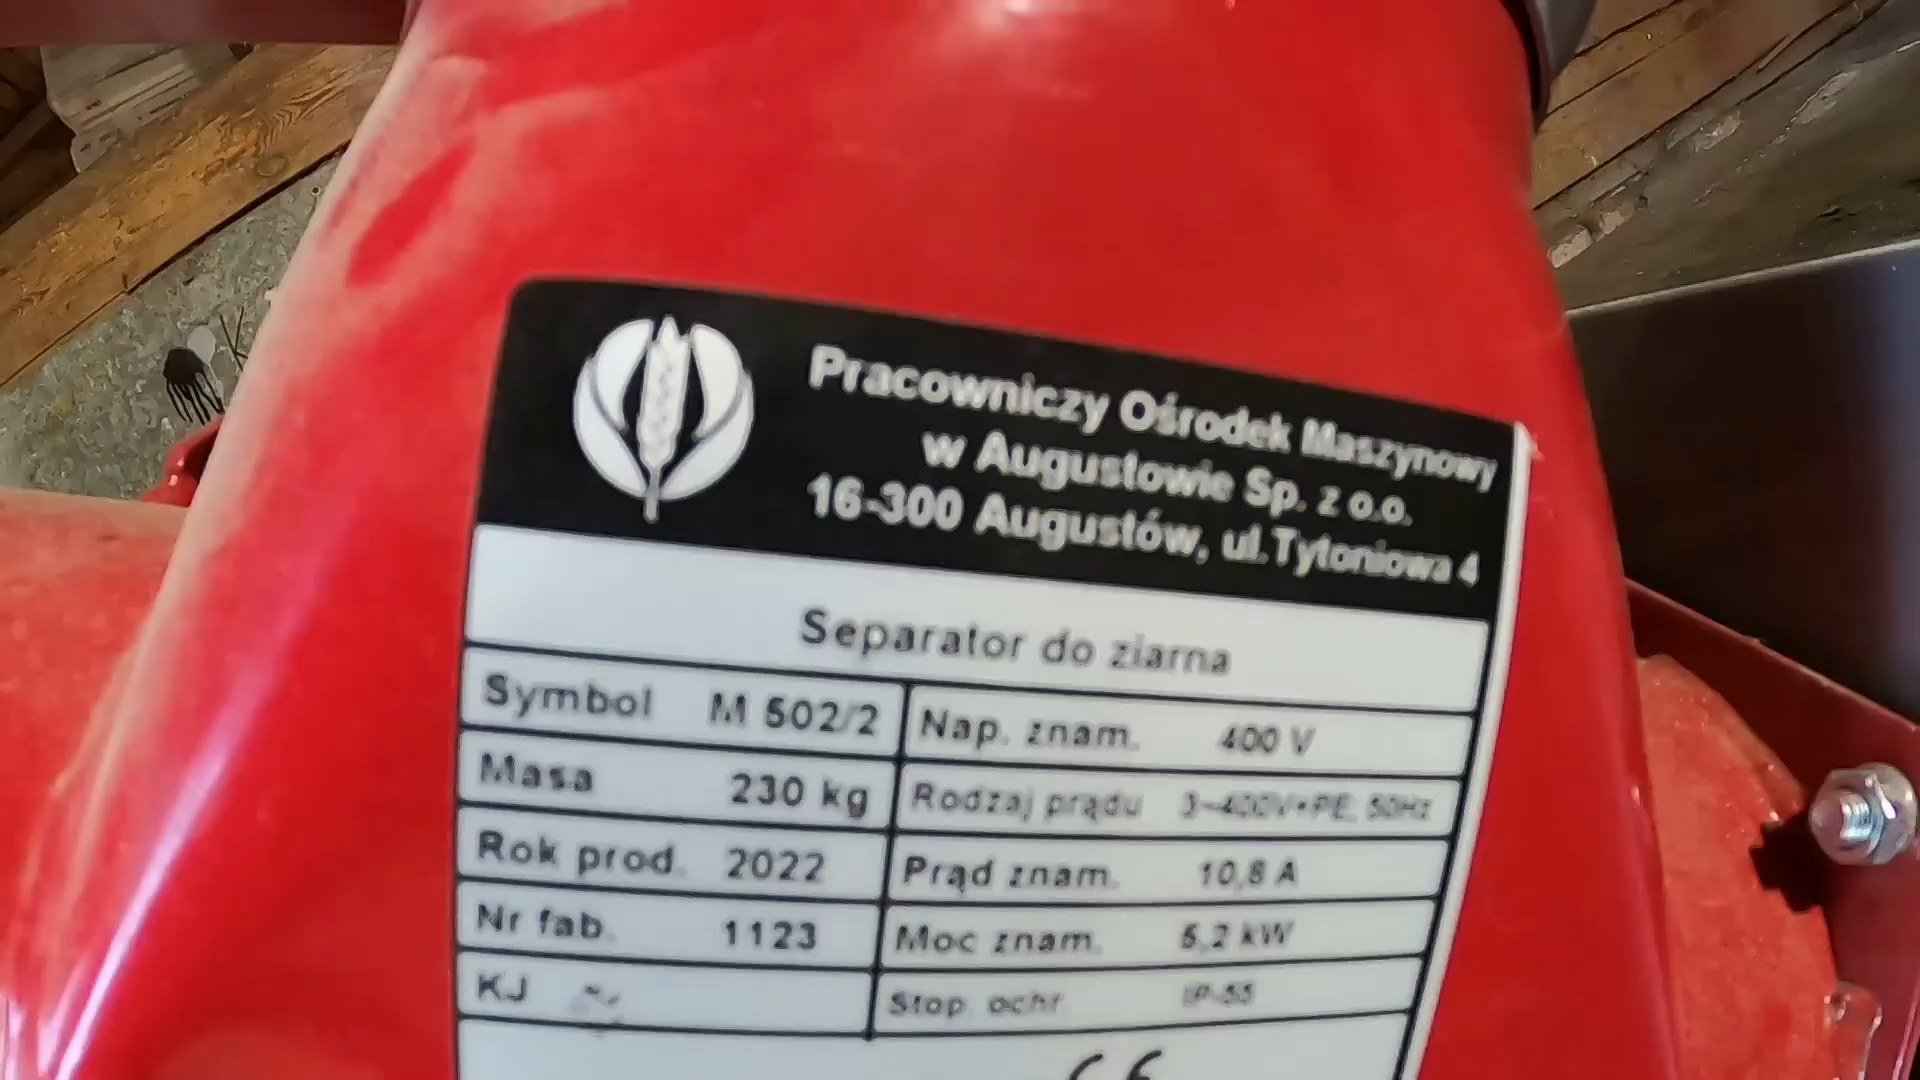 Pracowniczy Ośrodek Maszynowy
w Augustowie Sp. z o.o.
16-300 Augustów, ul.Tytoniowa 4
Separator do ziarna
Symbol M 502/2 Nap. znam. 400 V
Masa 230 kg Rodzaj prądu 3~400V+PE, 50Hz
Rok prod. 2022 Prąd znam. 10,8 A
Nr fab. 1123 Moc znam. 5,2 kW
KJ Stop. ochr. IP-55
CE